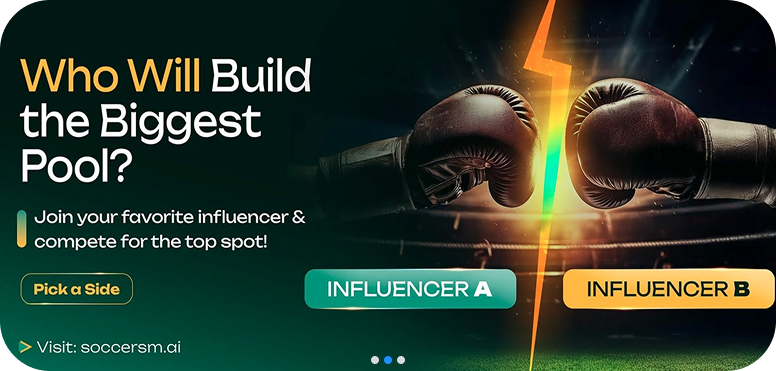 Who Will Build
the Biggest
Pool?
Join your favorite influencer &
compete for the top spot!
Pick a Side
INFLUENCER A
INFLUENCER B
Visit: soccersm.ai